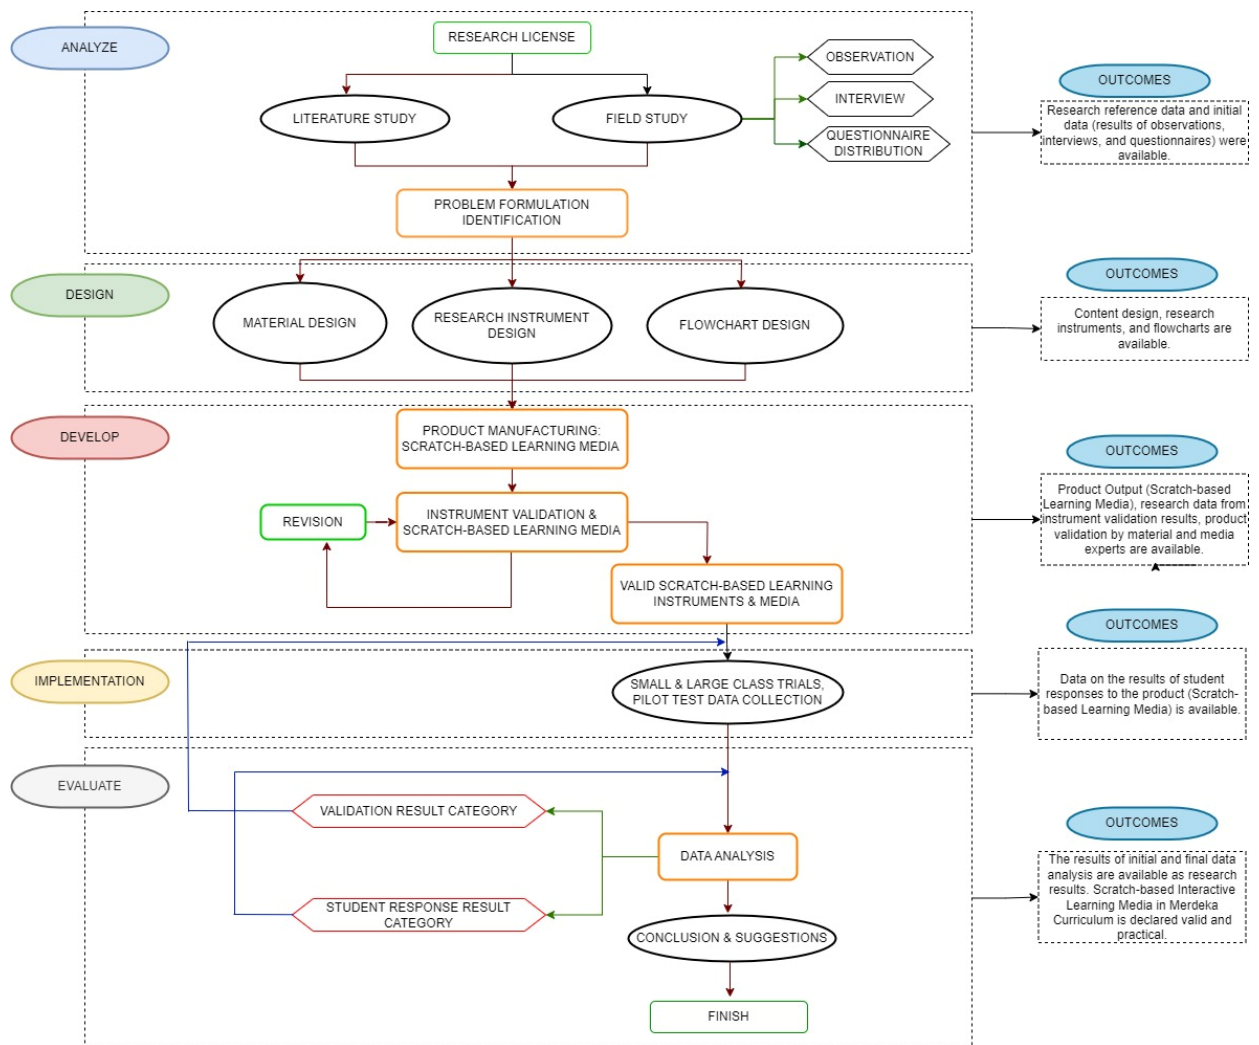 ANALYZE
RESEARCH LICENSE
LITERATURE STUDY
FIELD STUDY
OBSERVATION
INTERVIEW
QUESTIONNAIRE
DISTRIBUTION
PROBLEM FORMULATION
IDENTIFICATION
OUTCOMES
Research reference data and initial
data (results of observations,
interviews, and questionnaires) were
available.
DESIGN
MATERIAL DESIGN
RESEARCH INSTRUMENT
DESIGN
FLOWCHART DESIGN
OUTCOMES
Content design, research
instruments, and flowcharts are
available.
DEVELOP
PRODUCT MANUFACTURING:
SCRATCH-BASED LEARNING MEDIA
REVISION
INSTRUMENT VALIDATION &
SCRATCH-BASED LEARNING MEDIA
VALID SCRATCH-BASED LEARNING
INSTRUMENTS & MEDIA
OUTCOMES
Product Output (Scratch-based
Learning Media), research data from
instrument validation results, product
validation by material and media
experts are available.
IMPLEMENTATION
SMALL & LARGE CLASS TRIALS,
PILOT TEST DATA COLLECTION
OUTCOMES
Data on the results of student
responses to the product (Scratch-
based Learning Media) is available.
EVALUATE
VALIDATION RESULT CATEGORY
DATA ANALYSIS
STUDENT RESPONSE RESULT
CATEGORY
CONCLUSION & SUGGESTIONS
FINISH
OUTCOMES
The results of initial and final data
analysis are available as research
results. Scratch-based Interactive
Learning Media in Merdeka
Curriculum is declared valid and
practical.